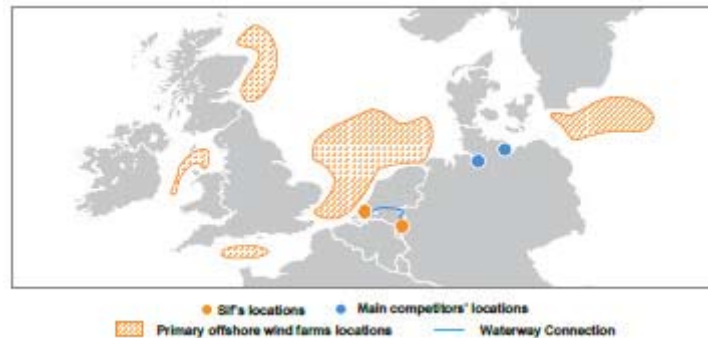 Sif's locations Main competitors' locations
Primary offshore wind farms locations Waterway Connection